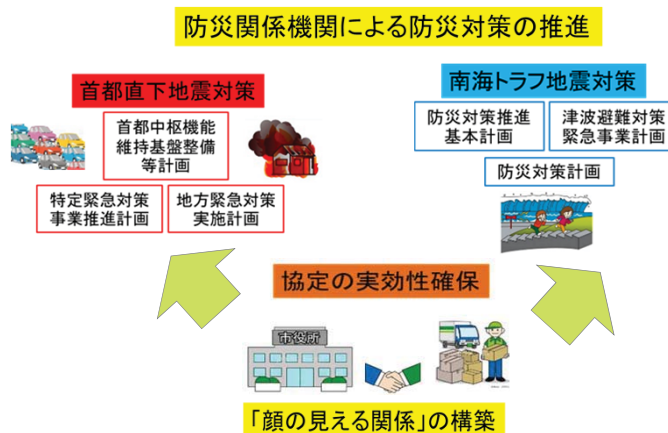 防災関係機関による防災対策の推進
首都直下地震対策
首都中枢機能
維持基盤整備
等計画
特定緊急対策
事業推進計画
地方緊急対策
実施計画
南海トラフ地震対策
防災対策推進
基本計画
津波避難対策
緊急事業計画
防災対策計画
協定の実効性確保
市役所
「顔の見える関係」の構築